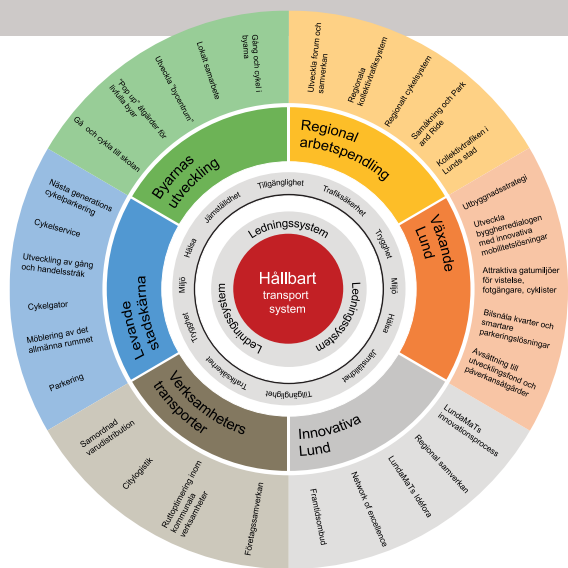 Hållbart
transport
system
Ledningssystem
Ledningssystem
Ledningssystem
Tillgänglighet
Trafiksäkerhet
Trygghet
Miljö
Hälsa
Jämställdhet
Tillgänglighet
Trafiksäkerhet
Trygghet
Miljö
Hälsa
Jämställdhet
Regional
arbetspendling
Utveckla forum och
samverkan
Regionala
kollektivtrafiksystem
Regionalt cykelsystem
Samåkning och Park
and Ride
Kollektivtrafiken i
Lunds stad
Växande
Lund
Utbyggnadsstrategi
Utveckla
byggherredialogen
med innovativa
mobilitetslösningar
Attraktiva gatumiljöer
för vistelse,
fotgängare, cyklister
Bilsnåla kvarter och
smartare
parkeringslösningar
Avsättning till
utvecklingsfond och
påverkansåtgärder
Innovativa
Lund
LundaMaTs
innovationsprocess
Regional samverkan
LundaMaTs idéfora
Network of excellence
Framtidsombud
Verksamheters
transporter
Företagssamverkan
Ruttoptimering inom
kommunala
verksamheter
Citylogistik
Samordnad
varudistribution
Levande
stadskärna
Parkering
Möblering av det
allmänna rummet
Cykelgator
Utveckling av gång
och handelsstråk
Cykelservice
Nästa generations
cykelparkering
Byarnas
utveckling
Gå och cykla till skolan
"Pop up" åtgärder för
livfulla byar
Utveckla "bycentrum"
Lokalt samarbete
Gång och cykel i
byarna